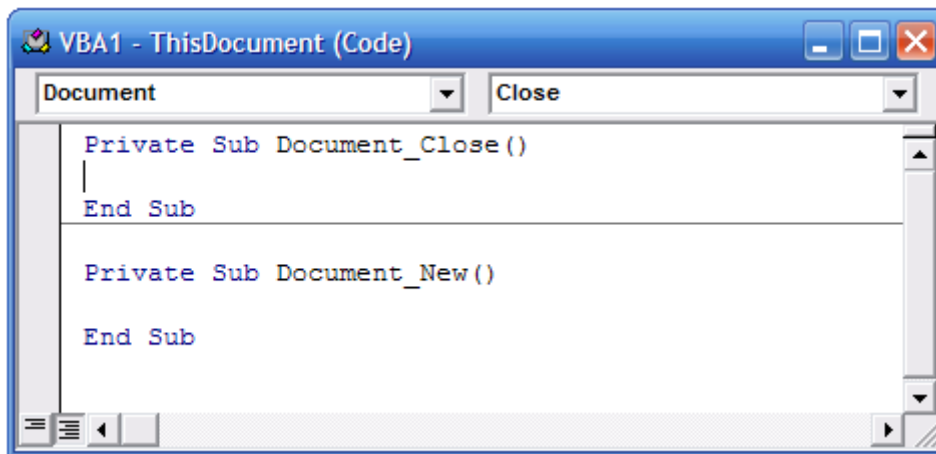 VBA1 - ThisDocument (Code)
Document Close
Private Sub Document_Close()
End Sub
Private Sub Document_New()
End Sub